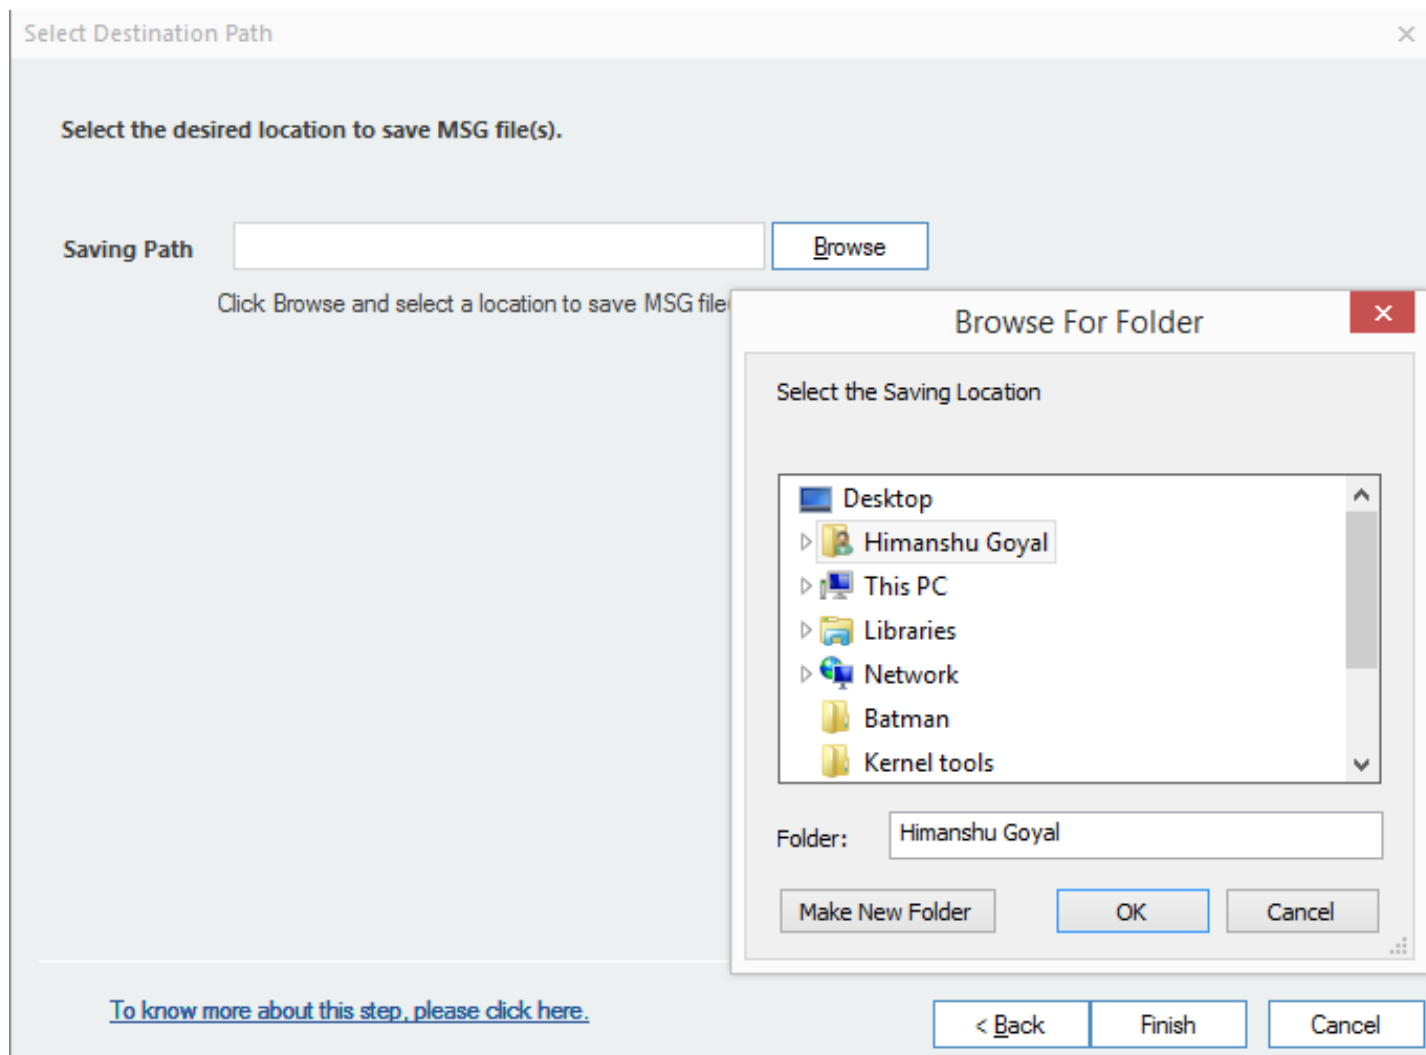 Select Destination Path
Select the desired location to save MSG file(s).
Saving Path
Browse
Click Browse and select a location to save MSG file
Browse For Folder
Select the Saving Location
Desktop
Himanshu Goyal
This PC
Libraries
Network
Batman
Kernel tools
Folder: Himanshu Goyal
Make New Folder OK Cancel
To know more about this step, please click here.
< Back Finish Cancel